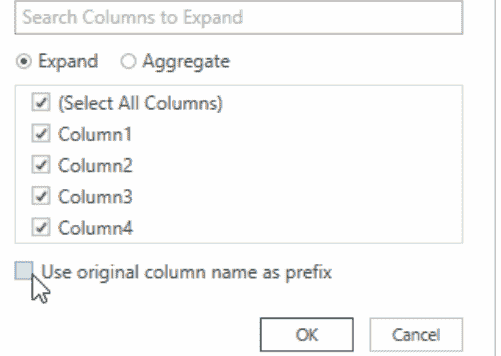 Search Columns to Expand
Expand Aggregate
(Select All Columns)
Column1
Column2
Column3
Column4
Use original column name as prefix
OK Cancel